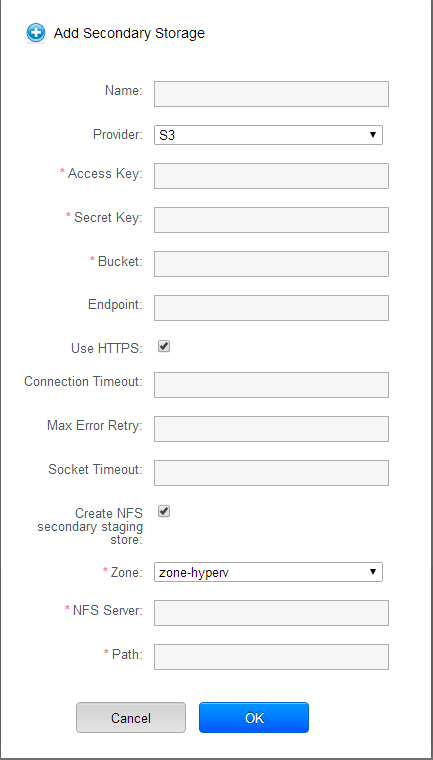 Add Secondary Storage
Name:
Provider: S3
* Access Key:
* Secret Key:
* Bucket:
Endpoint:
Use HTTPS:
Connection Timeout:
Max Error Retry:
Socket Timeout:
Create NFS
secondary staging
store:
* Zone: zone-hyperv
* NFS Server:
* Path:
Cancel OK